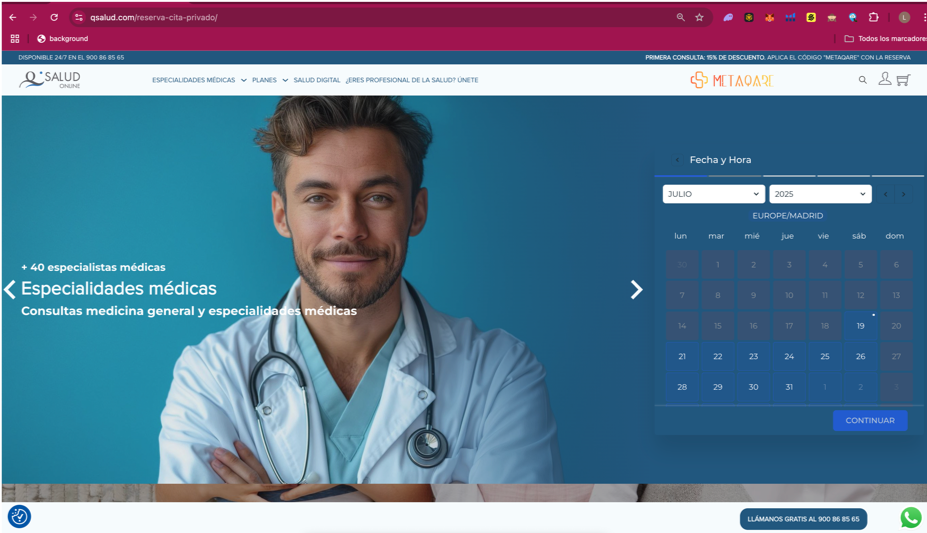 qsalud.com/reserva-cita-privado/
L
background
Todos los marcadores
DISPONIBLE 24/7 EN EL 900 86 85 65
PRIMERA CONSULTA: 15% DE DESCUENTO. APLICA EL CÓDIGO "METAQARE" CON LA RESERVA
QSALUD
ONLINE
ESPECIALIDADES MÉDICAS
PLANES
SALUD DIGITAL
¿ERES PROFESIONAL DE LA SALUD? ÚNETE
METAQARE
Fecha y Hora
JULIO
2025
EUROPE/MADRID
lun mar mié jue vie sáb dom
30 1 2 3 4 5 6
7 8 9 10 11 12 13
14 15 16 17 18 19 20
21 22 23 24 25 26 27
28 29 30 31 1 2 3
CONTINUAR
+ 40 especialistas médicas
Especialidades médicas
Consultas medicina general y especialidades médicas
LLÁMANOS GRATIS AL 900 86 85 65